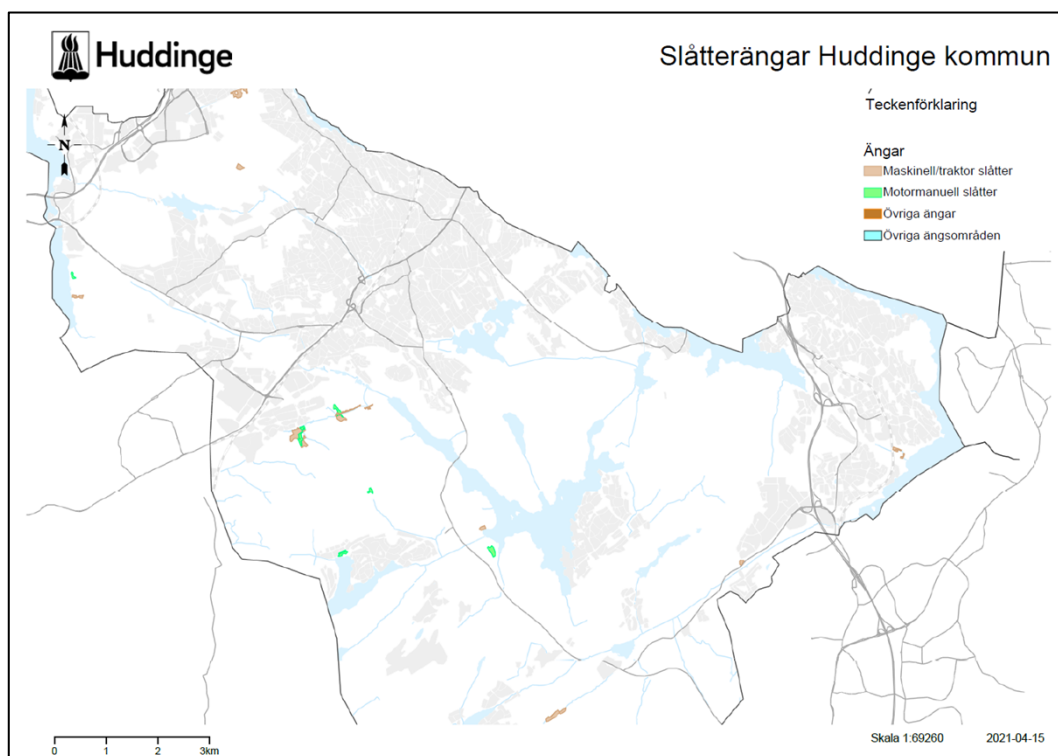 Huddinge
Slåtterängar Huddinge kommun
Teckenförklaring
Ängar
Maskinell/traktor slåtter
Motormanuell slåtter
Övriga ängar
Övriga ängsområden
N
0 1 2 3km
Skala 1:69260 2021-04-15